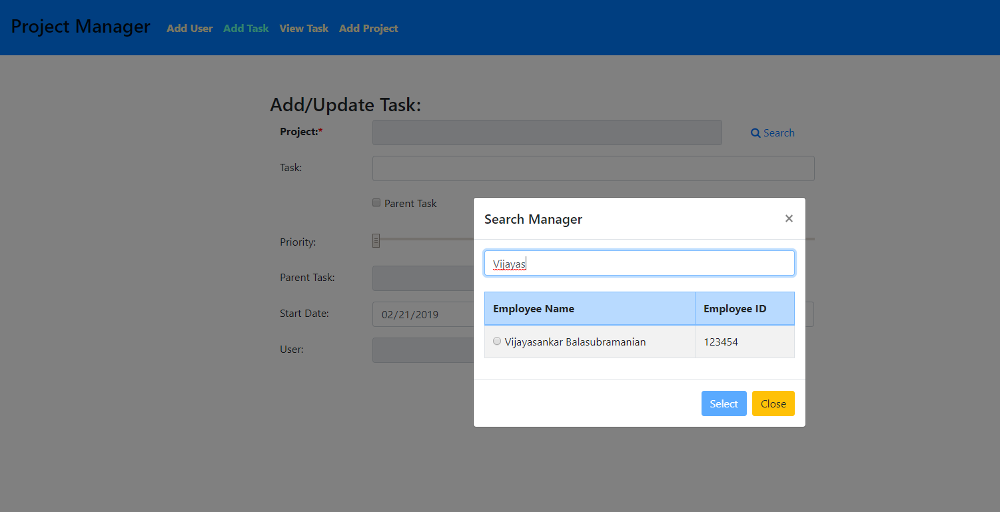 Project Manager Add User Add Task View Task Add Project
Add/Update Task:
Project:* Search
Task:
Parent Task
Priority:
Parent Task:
Start Date: 02/21/2019
User:
Search Manager ×
Vijayas
Employee Name Employee ID
Vijayasankar Balasubramanian 123454
Select Close